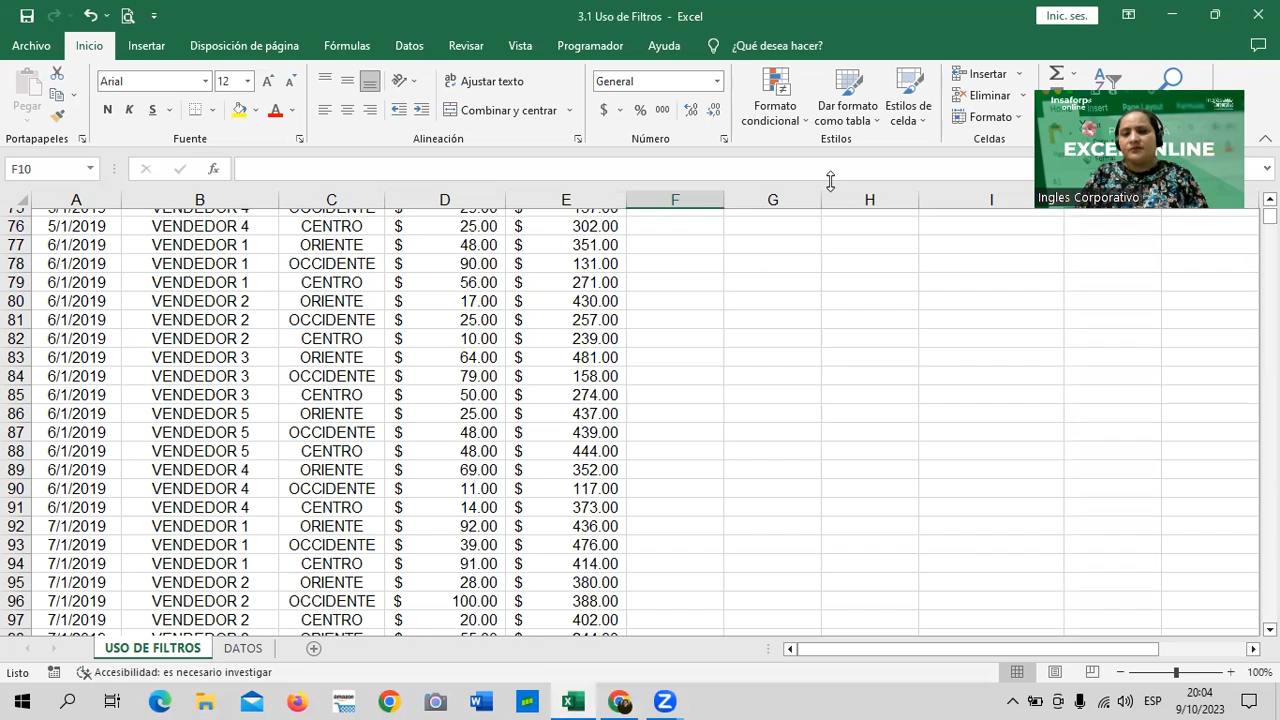 3.1 Uso de Filtros - Excel
Inic. ses.
Archivo Inicio Insertar Disposición de página Fórmulas Datos Revisar Vista Programador Ayuda ¿Qué desea hacer?
Pegar
Arial 12
Ajustar texto
General
Formato condicional
Dar formato como tabla
Estilos de celda
Insertar
Eliminar
Formato
N K S
Combinar y centrar
$ % 000
Portapapeles Fuente Alineación Número Estilos Celdas
Insaforp online
EXCEL ONLINE
Ingles Corporativo
F10 fx
A B C D E F G H I
76 5/1/2019 VENDEDOR 4 CENTRO $ 25.00 $ 302.00
77 6/1/2019 VENDEDOR 1 ORIENTE $ 48.00 $ 351.00
78 6/1/2019 VENDEDOR 1 OCCIDENTE $ 90.00 $ 131.00
79 6/1/2019 VENDEDOR 1 CENTRO $ 56.00 $ 271.00
80 6/1/2019 VENDEDOR 2 ORIENTE $ 17.00 $ 430.00
81 6/1/2019 VENDEDOR 2 OCCIDENTE $ 25.00 $ 257.00
82 6/1/2019 VENDEDOR 2 CENTRO $ 10.00 $ 239.00
83 6/1/2019 VENDEDOR 3 ORIENTE $ 64.00 $ 481.00
84 6/1/2019 VENDEDOR 3 OCCIDENTE $ 79.00 $ 158.00
85 6/1/2019 VENDEDOR 3 CENTRO $ 50.00 $ 274.00
86 6/1/2019 VENDEDOR 5 ORIENTE $ 25.00 $ 437.00
87 6/1/2019 VENDEDOR 5 OCCIDENTE $ 48.00 $ 439.00
88 6/1/2019 VENDEDOR 5 CENTRO $ 48.00 $ 444.00
89 6/1/2019 VENDEDOR 4 ORIENTE $ 69.00 $ 352.00
90 6/1/2019 VENDEDOR 4 OCCIDENTE $ 11.00 $ 117.00
91 6/1/2019 VENDEDOR 4 CENTRO $ 14.00 $ 373.00
92 7/1/2019 VENDEDOR 1 ORIENTE $ 92.00 $ 436.00
93 7/1/2019 VENDEDOR 1 OCCIDENTE $ 39.00 $ 476.00
94 7/1/2019 VENDEDOR 1 CENTRO $ 91.00 $ 414.00
95 7/1/2019 VENDEDOR 2 ORIENTE $ 28.00 $ 380.00
96 7/1/2019 VENDEDOR 2 OCCIDENTE $ 100.00 $ 388.00
97 7/1/2019 VENDEDOR 2 CENTRO $ 20.00 $ 402.00
USO DE FILTROS DATOS
Listo Accesibilidad: es necesario investigar 100%
ESP
20:04
9/10/2023